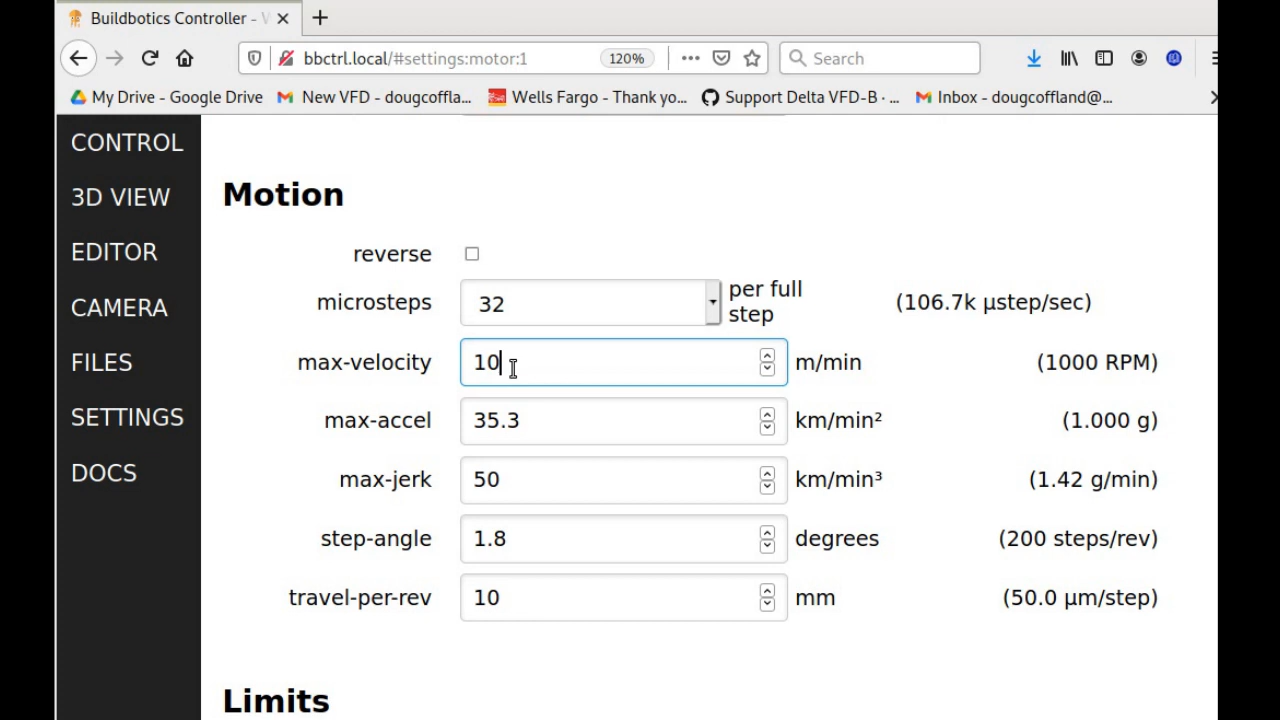 Buildbotics Controller - V
bbctrl.local/#settings:motor:1 120% Search
My Drive - Google Drive New VFD - dougcoffla... Wells Fargo - Thank yo... Support Delta VFD-B · ... Inbox - dougcoffland@...
CONTROL
3D VIEW
EDITOR
CAMERA
FILES
SETTINGS
DOCS
Motion
reverse
microsteps 32 per full step (106.7k µstep/sec)
max-velocity 10 m/min (1000 RPM)
max-accel 35.3 km/min² (1.000 g)
max-jerk 50 km/min³ (1.42 g/min)
step-angle 1.8 degrees (200 steps/rev)
travel-per-rev 10 mm (50.0 µm/step)
Limits